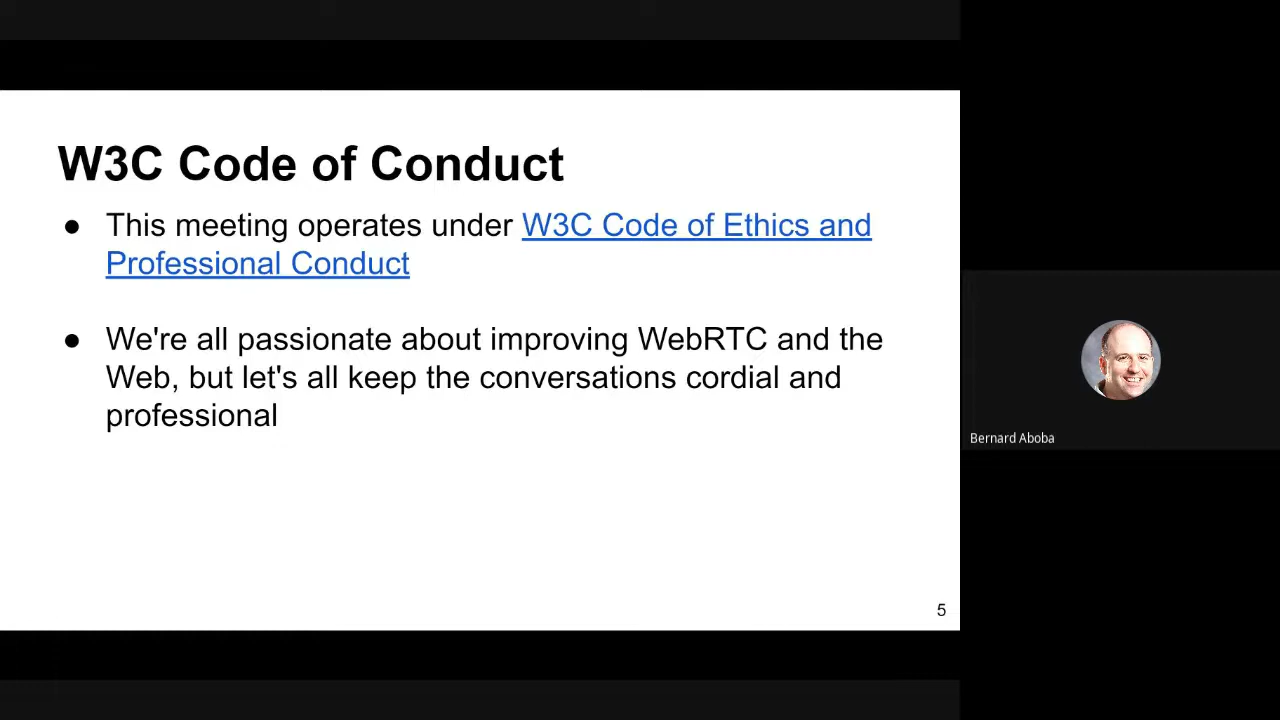 W3C Code of Conduct
● This meeting operates under W3C Code of Ethics and
Professional Conduct
● We're all passionate about improving WebRTC and the
Web, but let's all keep the conversations cordial and
professional
5
Bernard Aboba